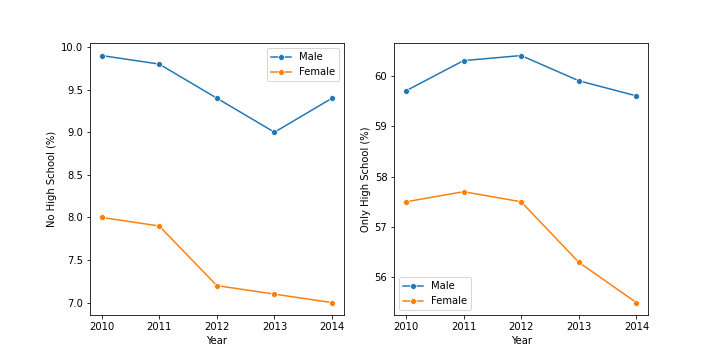 10.0
9.5
9.0
8.5
8.0
7.5
7.0
No High School (%)
Male
Female
2010 2011 2012 2013 2014
Year
60
59
58
57
56
Only High School (%)
Male
Female
2010 2011 2012 2013 2014
Year